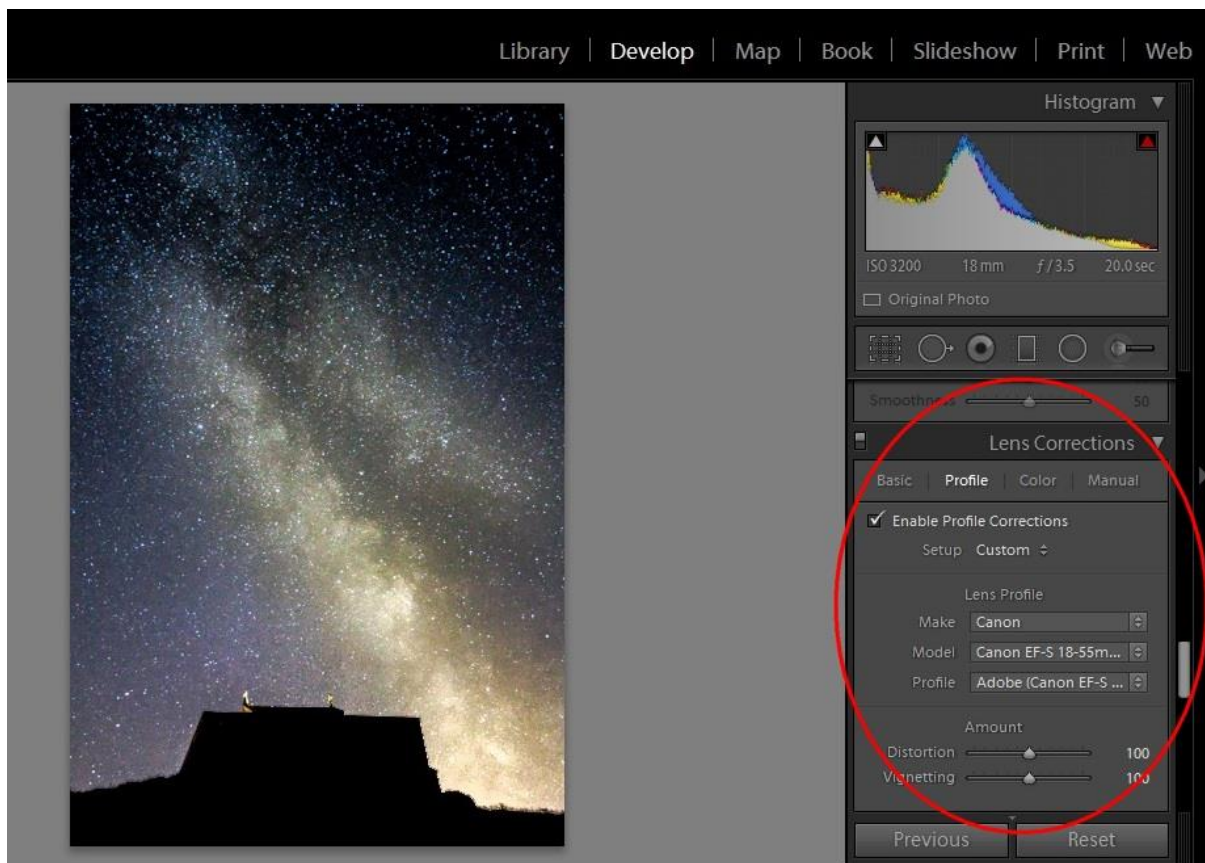 Library | Develop | Map | Book | Slideshow | Print | Web
Histogram
ISO 3200 18 mm ƒ/3.5 20.0 sec
Original Photo
Smoothness 50
Lens Corrections
Basic | Profile | Color | Manual
Enable Profile Corrections
Setup Custom
Lens Profile
Make Canon
Model Canon EF-S 18-55m...
Profile Adobe (Canon EF-S ...
Amount
Distortion 100
Vignetting 100
Previous Reset